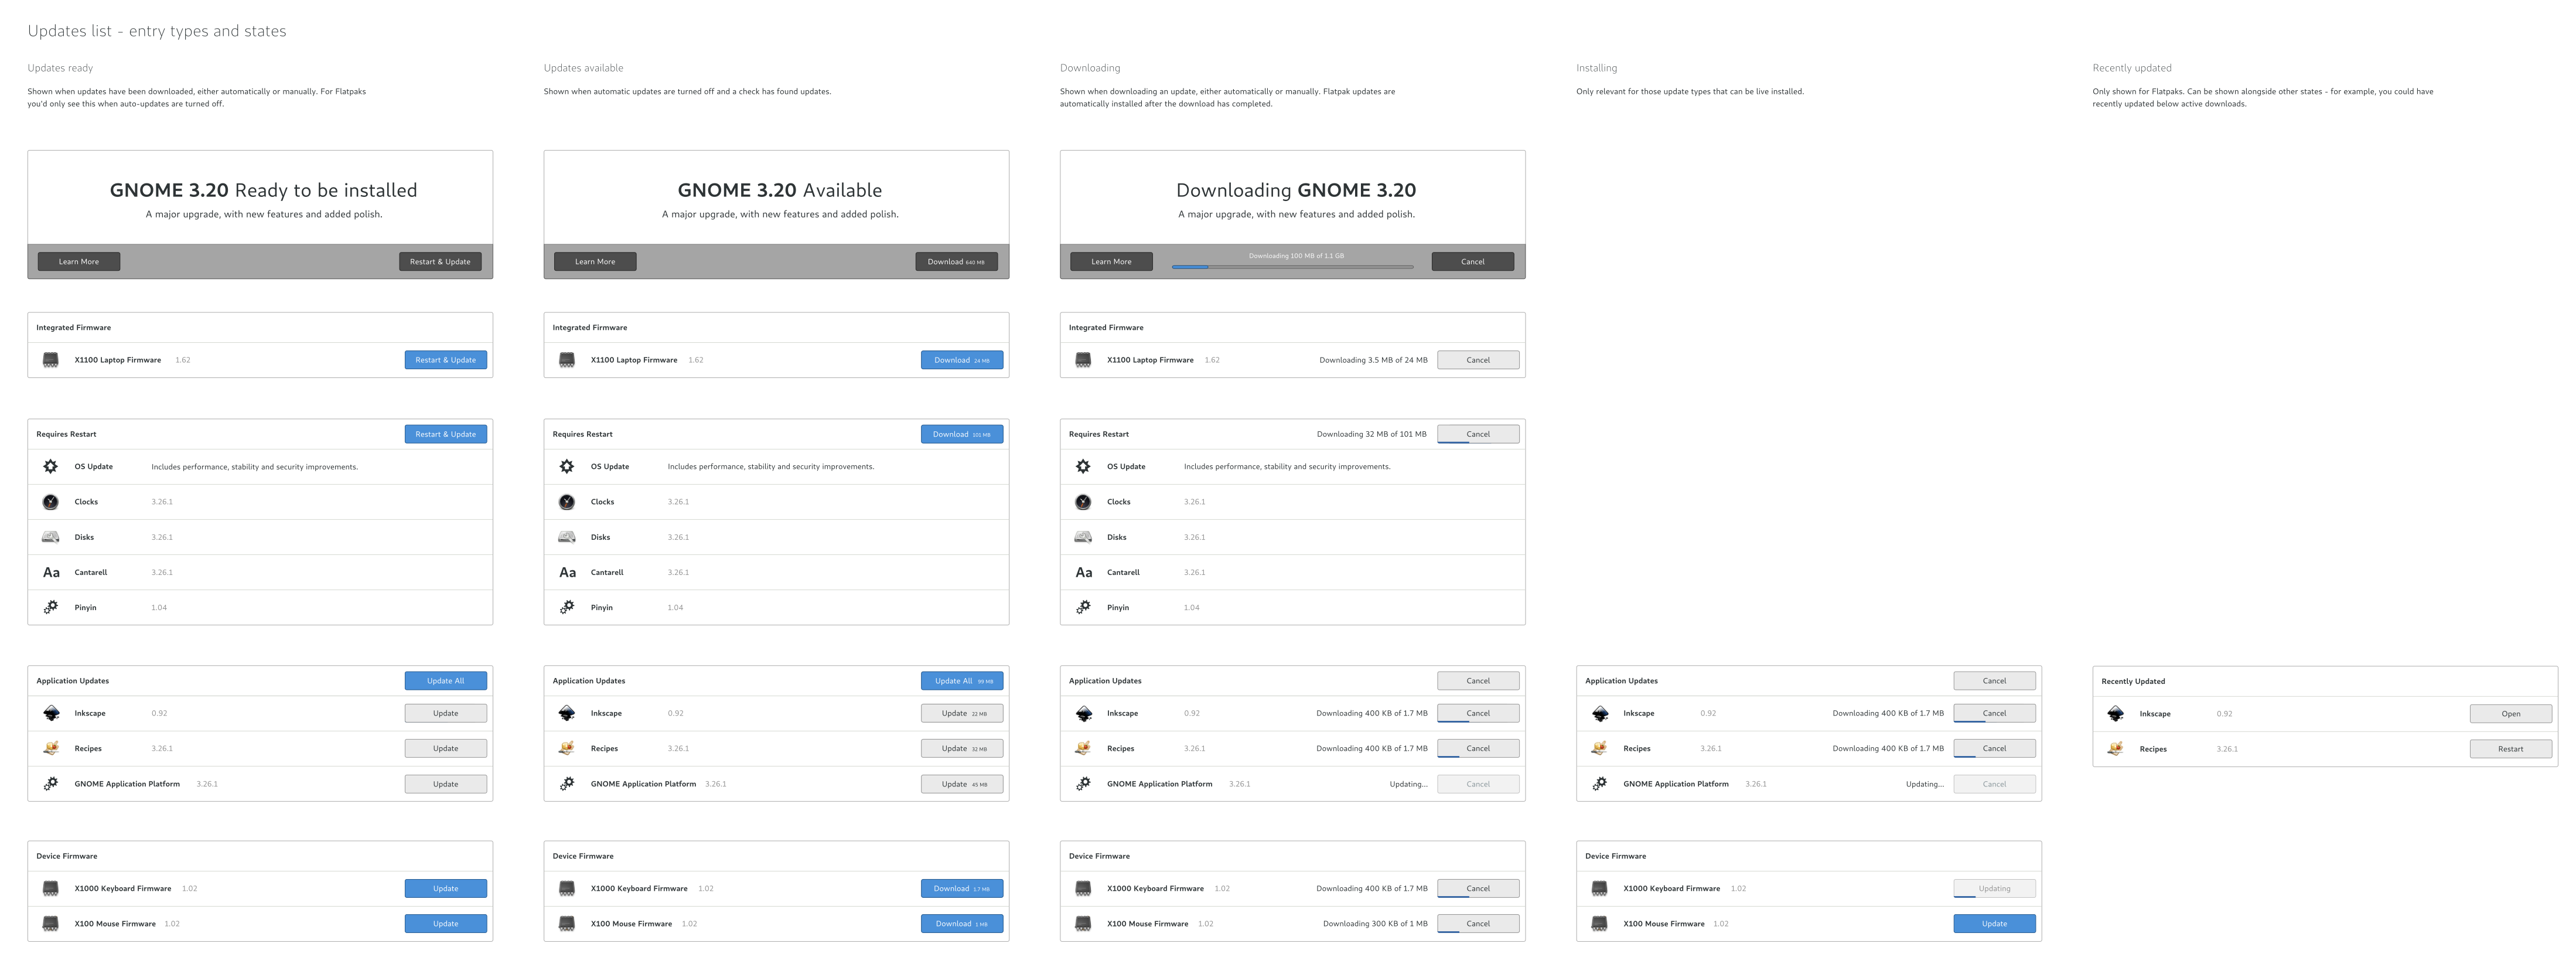 Updates list - entry types and states
Updates ready
Shown when updates have been downloaded, either automatically or manually. For Flatpaks
you'd only see this when auto-updates are turned off.
GNOME 3.20 Ready to be installed
A major upgrade, with new features and added polish.
Learn More
Restart & Update
Integrated Firmware
X1100 Laptop Firmware 1.62 Restart & Update
Requires Restart Restart & Update
OS Update Includes performance, stability and security improvements.
Clocks 3.26.1
Disks 3.26.1
Aa Cantarell 3.26.1
Pinyin 1.04
Application Updates Update All
Inkscape 0.92 Update
Recipes 3.26.1 Update
GNOME Application Platform 3.26.1 Update
Device Firmware
X1000 Keyboard Firmware 1.02 Update
X100 Mouse Firmware 1.02 Update
Updates available
Shown when automatic updates are turned off and a check has found updates.
GNOME 3.20 Available
A major upgrade, with new features and added polish.
Learn More
Download 640 MB
Integrated Firmware
X1100 Laptop Firmware 1.62 Download 24 MB
Requires Restart Download 101 MB
OS Update Includes performance, stability and security improvements.
Clocks 3.26.1
Disks 3.26.1
Aa Cantarell 3.26.1
Pinyin 1.04
Application Updates Update All 99 MB
Inkscape 0.92 Update 22 MB
Recipes 3.26.1 Update 32 MB
GNOME Application Platform 3.26.1 Update 45 MB
Device Firmware
X1000 Keyboard Firmware 1.02 Download 1.7 MB
X100 Mouse Firmware 1.02 Download 1 MB
Downloading
Shown when downloading an update, either automatically or manually. Flatpak updates are
automatically installed after the download has completed.
Downloading GNOME 3.20
A major upgrade, with new features and added polish.
Learn More
Downloading 100 MB of 1.1 GB
Cancel
Integrated Firmware
X1100 Laptop Firmware 1.62 Downloading 3.5 MB of 24 MB Cancel
Requires Restart Downloading 32 MB of 101 MB Cancel
OS Update Includes performance, stability and security improvements.
Clocks 3.26.1
Disks 3.26.1
Aa Cantarell 3.26.1
Pinyin 1.04
Application Updates Cancel
Inkscape 0.92 Downloading 400 KB of 1.7 MB Cancel
Recipes 3.26.1 Downloading 400 KB of 1.7 MB Cancel
GNOME Application Platform 3.26.1 Updating... Cancel
Device Firmware
X1000 Keyboard Firmware 1.02 Downloading 400 KB of 1.7 MB Cancel
X100 Mouse Firmware 1.02 Downloading 300 KB of 1 MB Cancel
Installing
Only relevant for those update types that can be live installed.
Application Updates Cancel
Inkscape 0.92 Downloading 400 KB of 1.7 MB Cancel
Recipes 3.26.1 Downloading 400 KB of 1.7 MB Cancel
GNOME Application Platform 3.26.1 Updating... Cancel
Device Firmware
X1000 Keyboard Firmware 1.02 Updating
X100 Mouse Firmware 1.02 Update
Recently updated
Only shown for Flatpaks. Can be shown alongside other states - for example, you could have
recently updated below active downloads.
Recently Updated
Inkscape 0.92 Open
Recipes 3.26.1 Restart